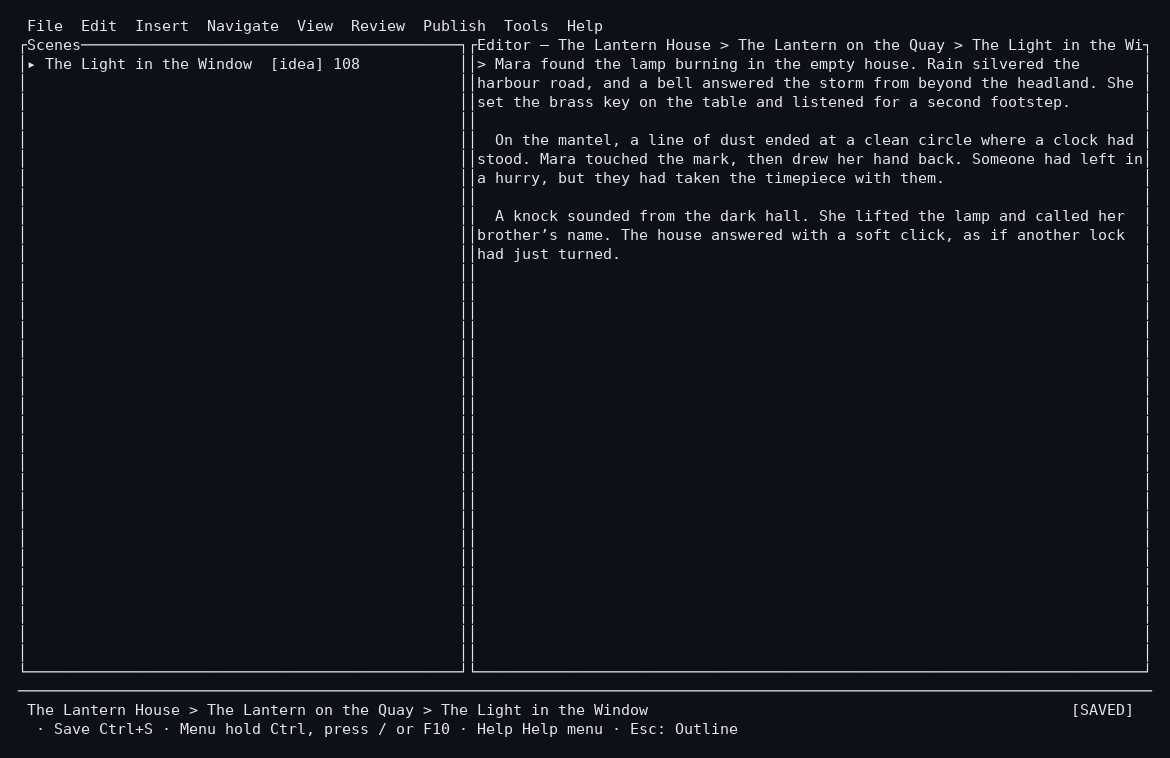 File Edit Insert Navigate View Review Publish Tools Help
Scenes
▸ The Light in the Window [idea] 108
Editor — The Lantern House > The Lantern on the Quay > The Light in the Wi
> Mara found the lamp burning in the empty house. Rain silvered the
harbour road, and a bell answered the storm from beyond the headland. She
set the brass key on the table and listened for a second footstep.
On the mantel, a line of dust ended at a clean circle where a clock had
stood. Mara touched the mark, then drew her hand back. Someone had left in
a hurry, but they had taken the timepiece with them.
A knock sounded from the dark hall. She lifted the lamp and called her
brother’s name. The house answered with a soft click, as if another lock
had just turned.
The Lantern House > The Lantern on the Quay > The Light in the Window [SAVED]
· Save Ctrl+S · Menu hold Ctrl, press / or F10 · Help Help menu · Esc: Outline